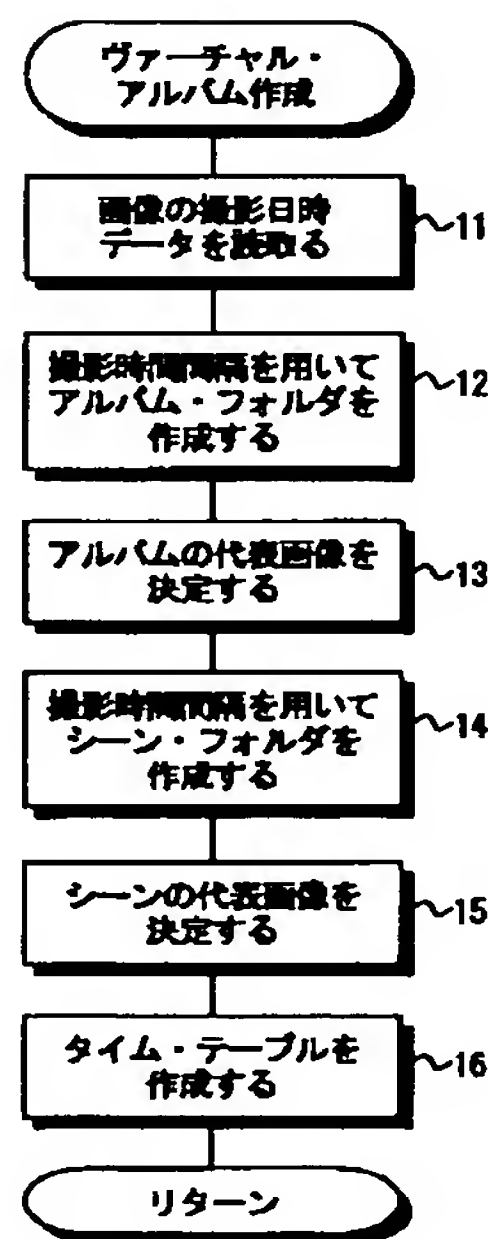 ヴァーチャル・
アルバム作成
画像の撮影日時
データを読取る
11
撮影時間間隔を用いて
アルバム・フォルダを
作成する
12
アルバムの代表画像を
決定する
13
撮影時間間隔を用いて
シーン・フォルダを
作成する
14
シーンの代表画像を
決定する
15
タイム・テーブルを
作成する
16
リターン